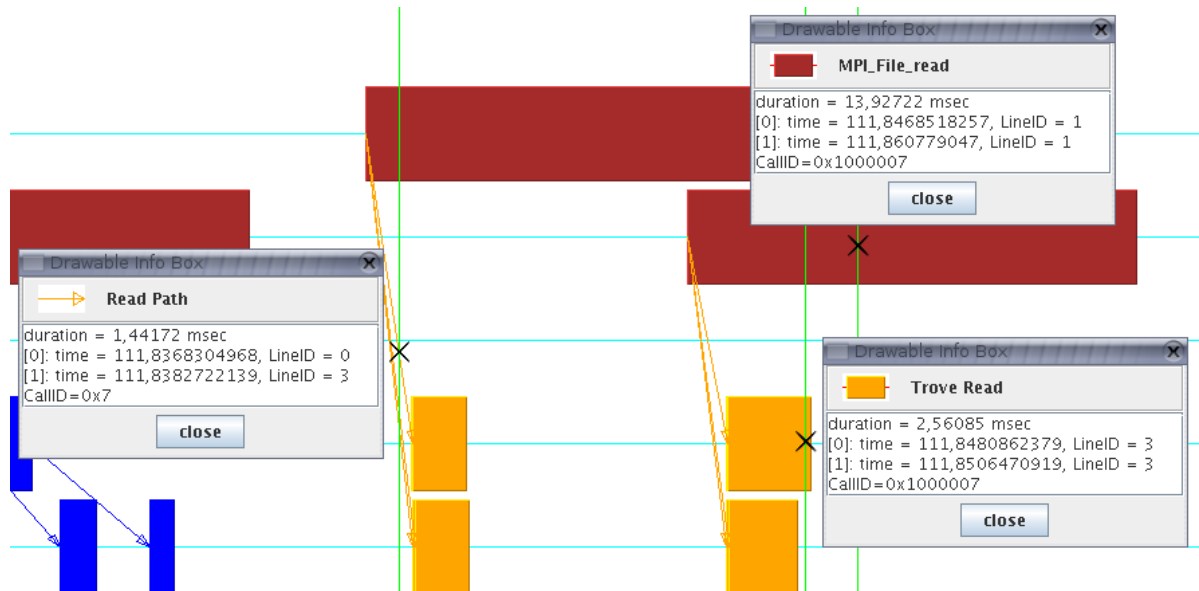 Drawable Info Box
MPI_File_read
duration = 13,92722 msec
[0]: time = 111,8468518257, LineID = 1
[1]: time = 111,860779047, LineID = 1
CallID=0x1000007
close
Drawable Info Box
Read Path
duration = 1,44172 msec
[0]: time = 111,8368304968, LineID = 0
[1]: time = 111,8382722139, LineID = 3
CallID=0x7
close
Drawable Info Box
Trove Read
duration = 2,56085 msec
[0]: time = 111,8480862379, LineID = 3
[1]: time = 111,8506470919, LineID = 3
CallID=0x1000007
close